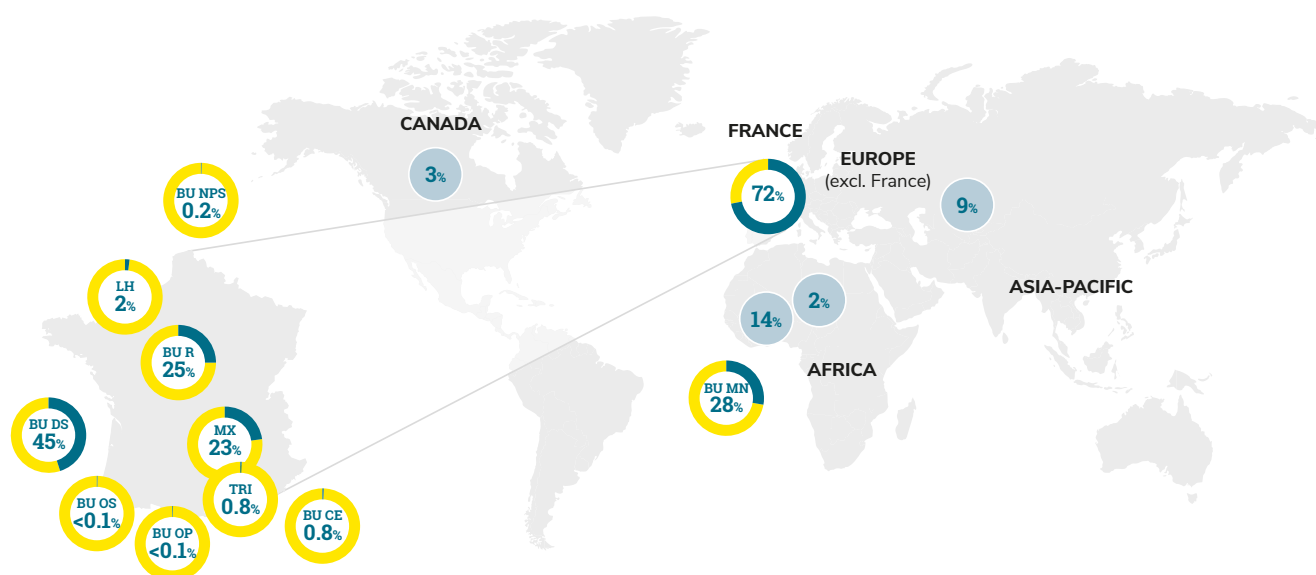 CANADA
3%
FRANCE
72%
EUROPE
(excl. France)
9%
ASIA-PACIFIC
14%
2%
AFRICA
BU MN
28%
BU NPS
0.2%
LH
2%
BU R
25%
BU DS
45%
MX
23%
TRI
0.8%
BU OS
<0.1%
BU OP
<0.1%
BU CE
0.8%